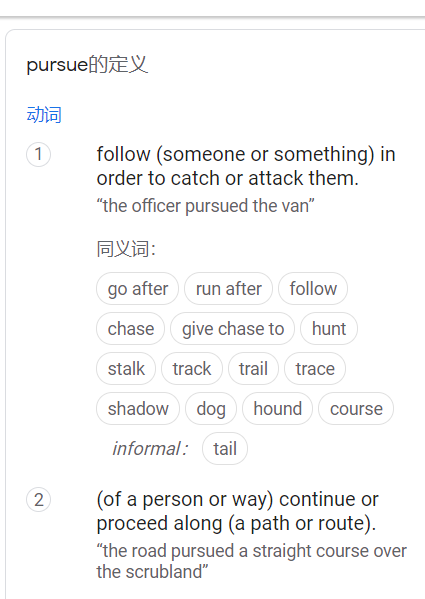 pursue的定义
动词
1
follow (someone or something) in
order to catch or attack them.
“the officer pursued the van”
同义词：
go after run after follow
chase give chase to hunt
stalk track trail trace
shadow dog hound course
informal： tail
2
(of a person or way) continue or
proceed along (a path or route).
“the road pursued a straight course over
the scrubland”